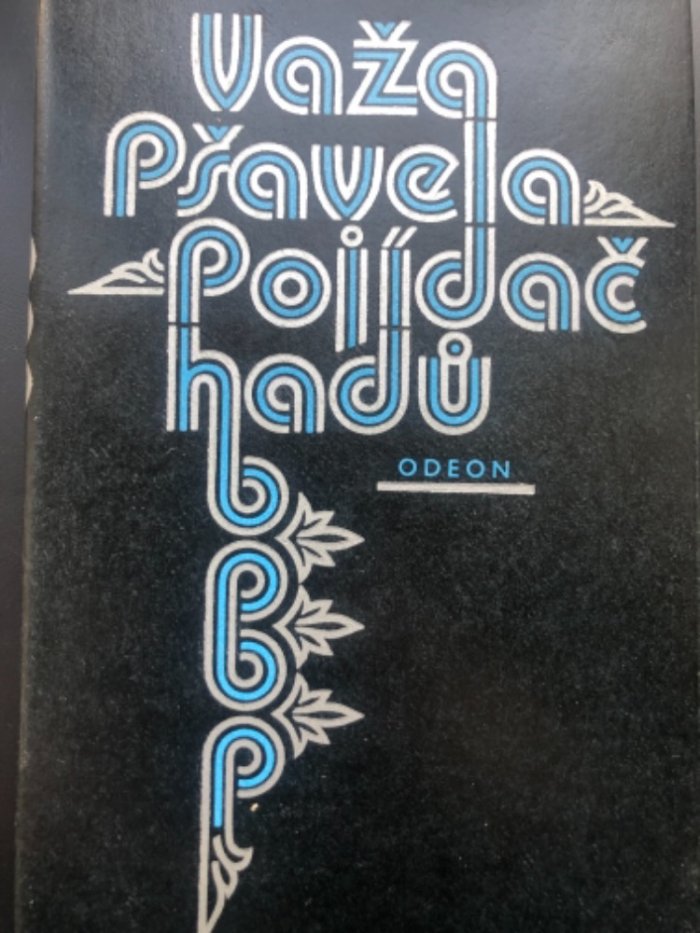 Važa
Pšavela
Pojídač
hadů
ODEON